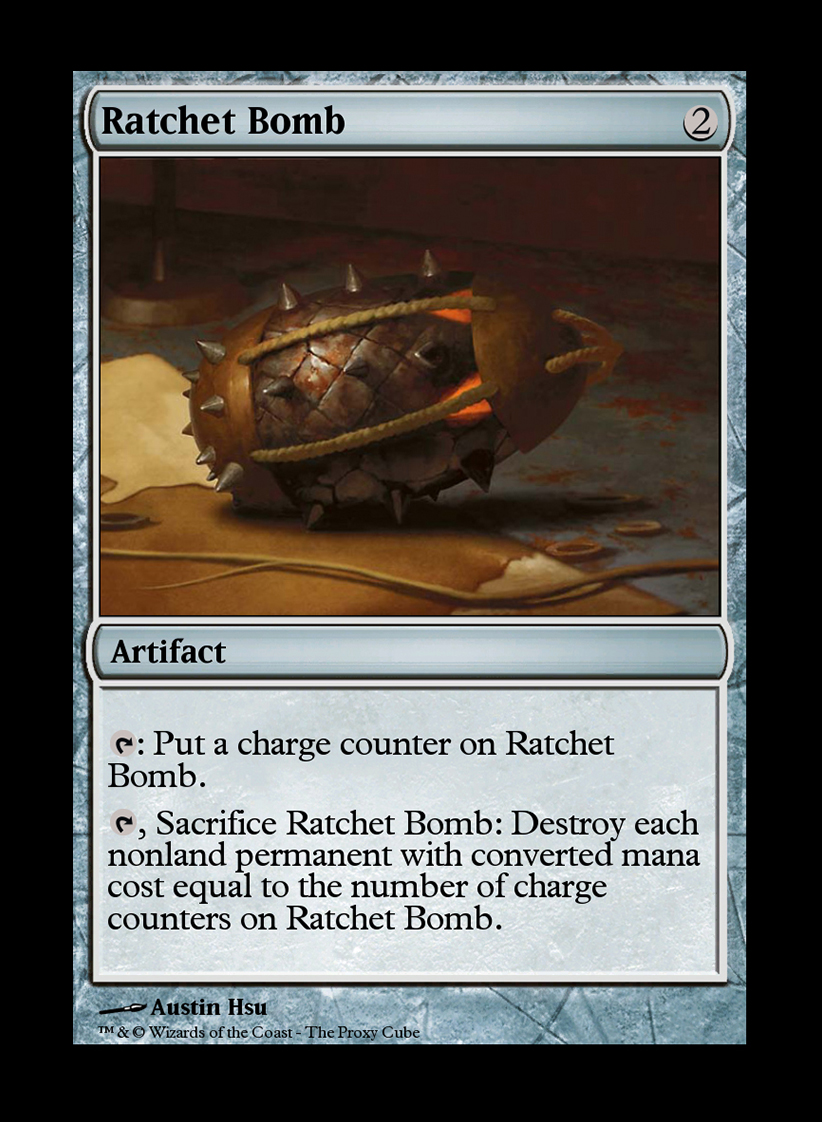 Ratchet Bomb 2
Artifact
: Put a charge counter on Ratchet
Bomb.
, Sacrifice Ratchet Bomb: Destroy each
nonland permanent with converted mana
cost equal to the number of charge
counters on Ratchet Bomb.
Austin Hsu
™ & © Wizards of the Coast - The Proxy Cube